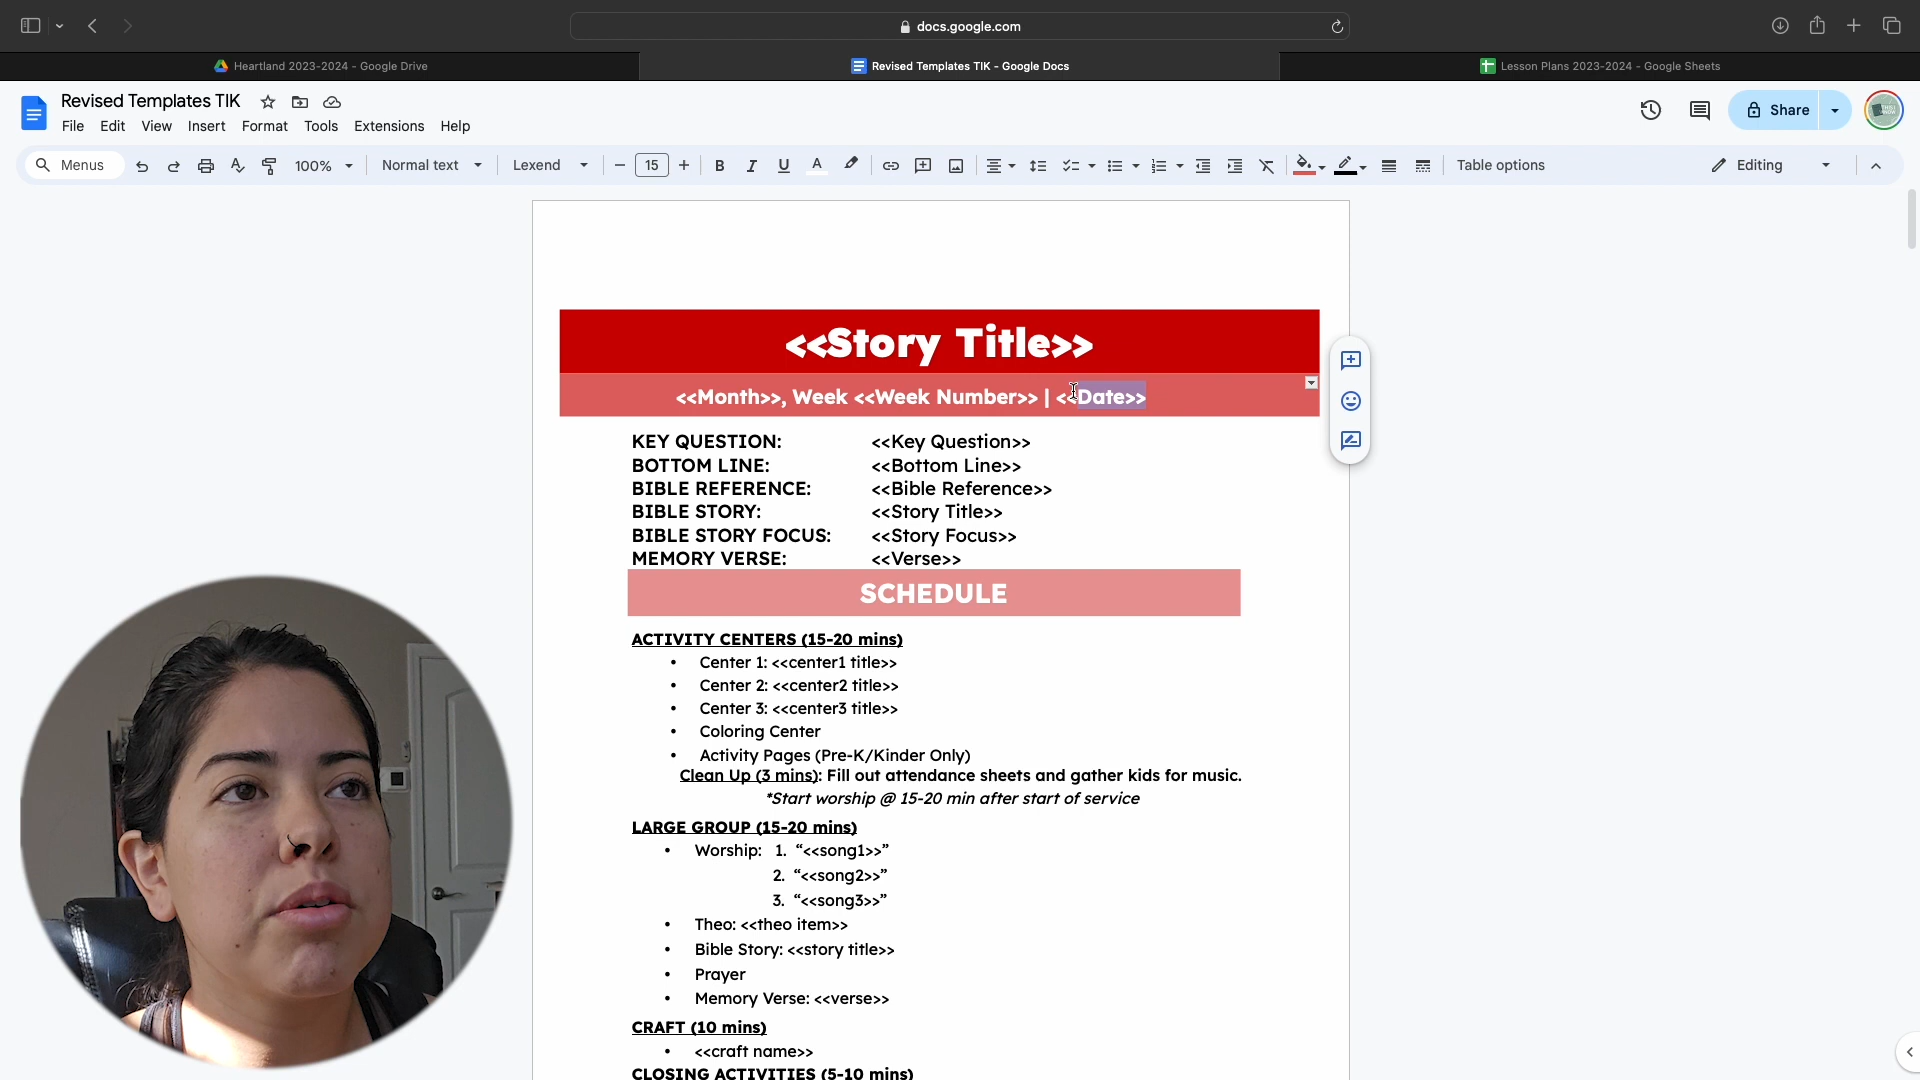 docs.google.com
Heartland 2023-2024 - Google Drive
Revised Templates TIK - Google Docs
Lesson Plans 2023-2024 - Google Sheets
Revised Templates TIK
File Edit View Insert Format Tools Extensions Help
Share
Menus 100% Normal text Lexend 15 B I U A Table options Editing
<<Story Title>>
<<Month>>, Week <<Week Number>> | <<Date>>
KEY QUESTION: <<Key Question>>
BOTTOM LINE: <<Bottom Line>>
BIBLE REFERENCE: <<Bible Reference>>
BIBLE STORY: <<Story Title>>
BIBLE STORY FOCUS: <<Story Focus>>
MEMORY VERSE: <<Verse>>
SCHEDULE
ACTIVITY CENTERS (15-20 mins)
• Center 1: <<center1 title>>
• Center 2: <<center2 title>>
• Center 3: <<center3 title>>
• Coloring Center
• Activity Pages (Pre-K/Kinder Only)
Clean Up (3 mins): Fill out attendance sheets and gather kids for music.
*Start worship @ 15-20 min after start of service
LARGE GROUP (15-20 mins)
• Worship: 1. “<<song1>>”
2. “<<song2>>”
3. “<<song3>>”
• Theo: <<theo item>>
• Bible Story: <<story title>>
• Prayer
• Memory Verse: <<verse>>
CRAFT (10 mins)
• <<craft name>>
CLOSING ACTIVITIES (5-10 mins)